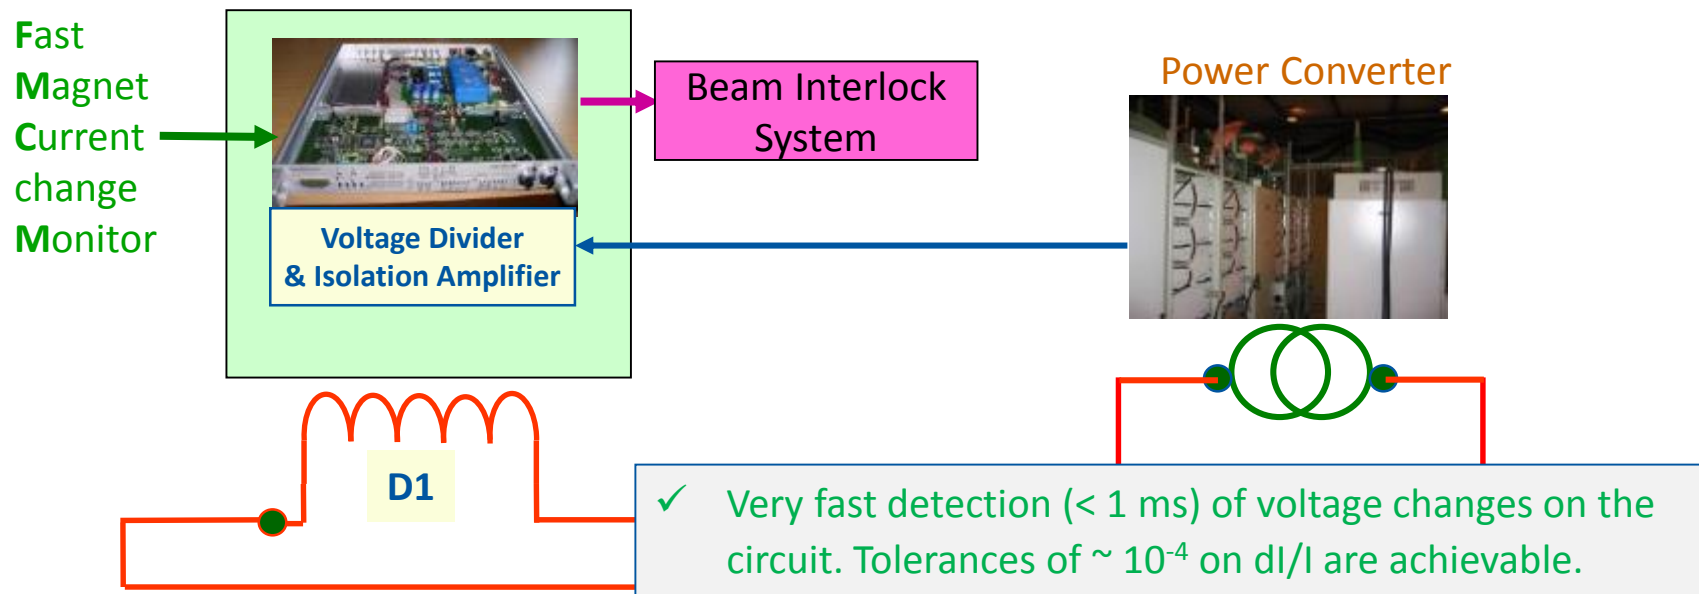 Fast
Magnet
Current
change
Monitor
Beam Interlock
System
Power Converter
Voltage Divider
& Isolation Amplifier
D1
✓ Very fast detection (< 1 ms) of voltage changes on the
circuit. Tolerances of ~ 10⁻⁴ on dI/I are achievable.